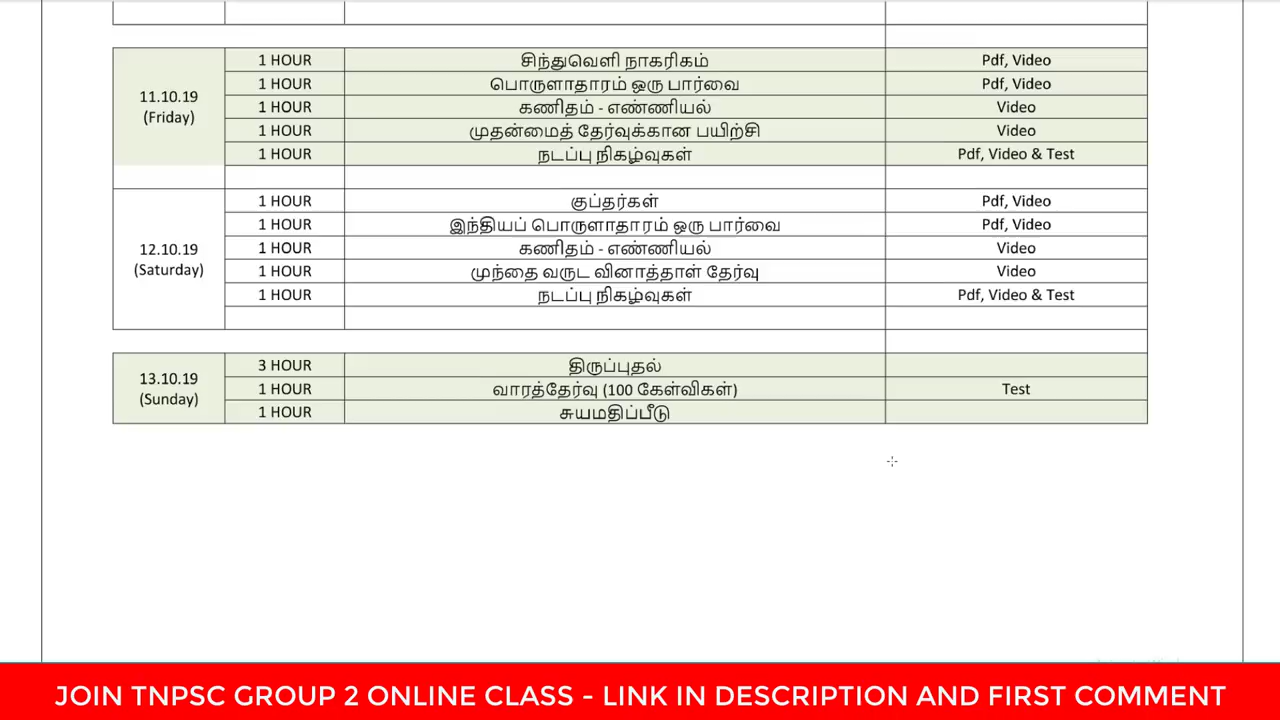 11.10.19
(Friday)
1 HOUR சிந்துவெளி நாகரிகம் Pdf, Video
1 HOUR பொருளாதாரம் ஒரு பார்வை Pdf, Video
1 HOUR கணிதம் - எண்ணியல் Video
1 HOUR முதன்மைத் தேர்வுக்கான பயிற்சி Video
1 HOUR நடப்பு நிகழ்வுகள் Pdf, Video & Test
12.10.19
(Saturday)
1 HOUR குப்தர்கள் Pdf, Video
1 HOUR இந்தியப் பொருளாதாரம் ஒரு பார்வை Pdf, Video
1 HOUR கணிதம் - எண்ணியல் Video
1 HOUR முந்தை வருட வினாத்தாள் தேர்வு Video
1 HOUR நடப்பு நிகழ்வுகள் Pdf, Video & Test
13.10.19
(Sunday)
3 HOUR திருப்புதல்
1 HOUR வாரத்தேர்வு (100 கேள்விகள்) Test
1 HOUR சுயமதிப்பீடு
JOIN TNPSC GROUP 2 ONLINE CLASS - LINK IN DESCRIPTION AND FIRST COMMENT